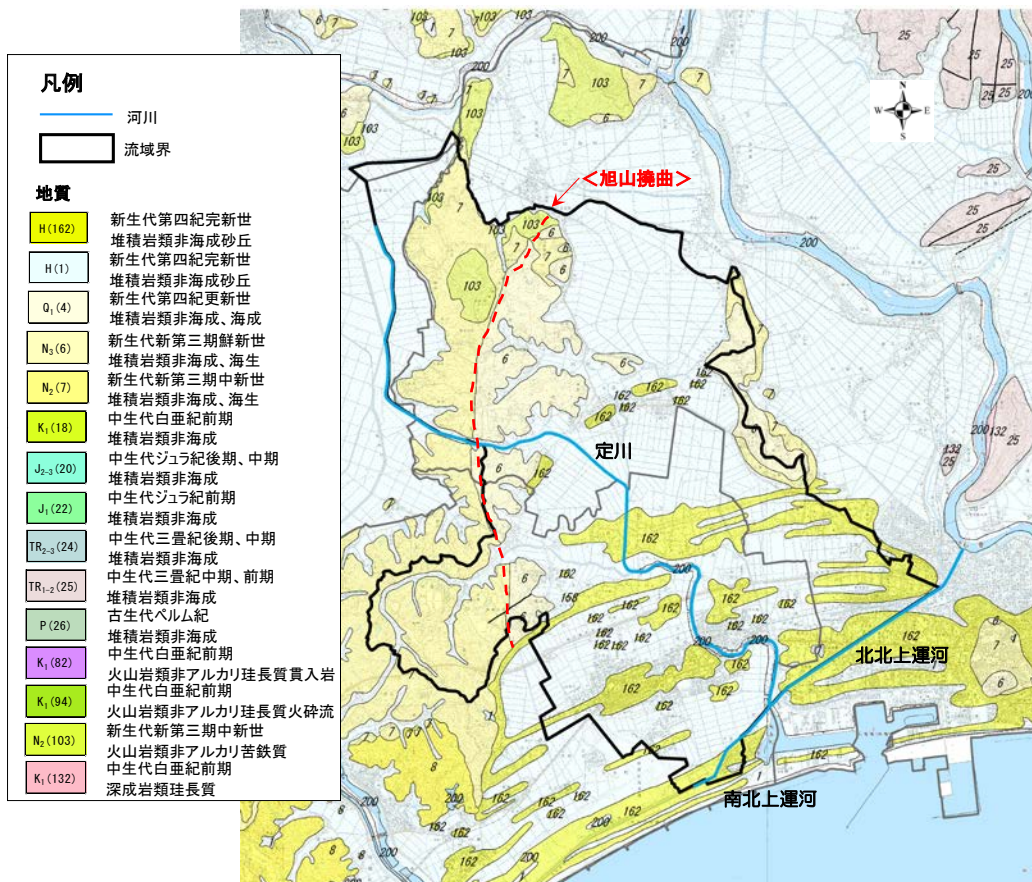 凡例
河川
流域界
地質
H(162)
新生代第四紀完新世
堆積岩類非海成砂丘
H(1)
新生代第四紀完新世
堆積岩類非海成砂丘
Q₁(4)
新生代第四紀更新世
堆積岩類非海成、海成
N₃(6)
新生代新第三期鮮新世
堆積岩類非海成、海生
N₂(7)
新生代新第三期中新世
堆積岩類非海成、海生
K₁(18)
中生代白亜紀前期
堆積岩類非海成
J₂₋₃(20)
中生代ジュラ紀後期、中期
堆積岩類非海成
J₁(22)
中生代ジュラ紀前期
堆積岩類非海成
TR₂₋₃(24)
中生代三畳紀後期、中期
堆積岩類非海成
TR₁₋₂(25)
中生代三畳紀中期、前期
堆積岩類非海成
P(26)
古生代ペルム紀
堆積岩類非海成
K₁(82)
中生代白亜紀前期
火山岩類非アルカリ珪長質貫入岩
K₁(94)
中生代白亜紀前期
火山岩類非アルカリ珪長質火砕流
N₂(103)
新生代新第三期中新世
火山岩類非アルカリ苦鉄質
K₁(132)
中生代白亜紀前期
深成岩類珪長質
N
W E
S
＜旭山撓曲＞
定川
北北上運河
南北上運河
103
200
25
7
6
162
132
158
8
1